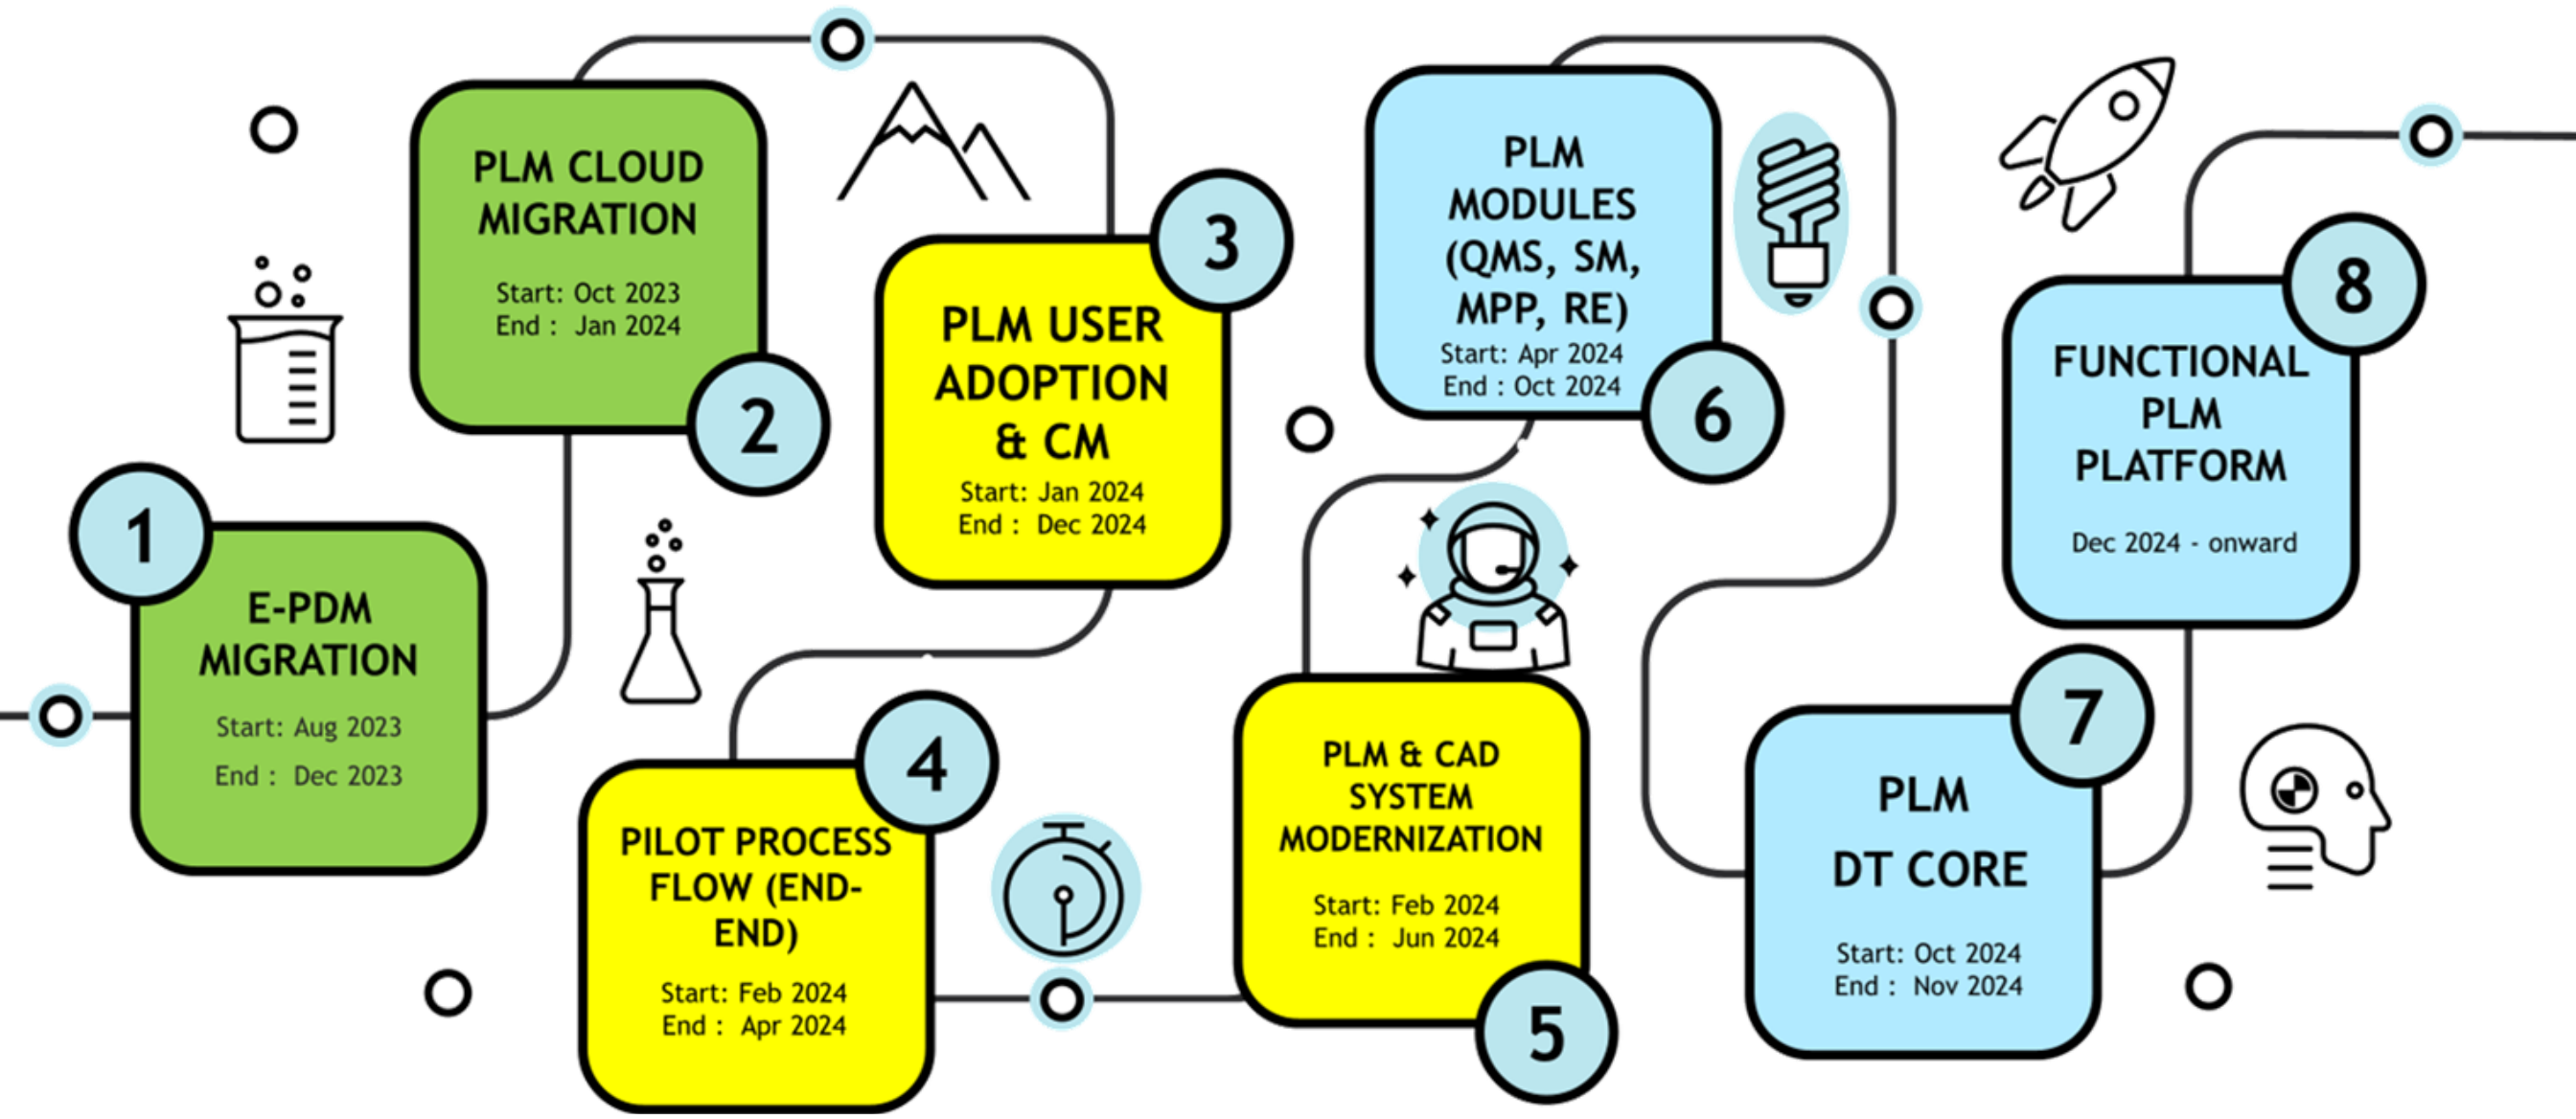 1
E-PDM
MIGRATION
Start: Aug 2023
End : Dec 2023
PLM CLOUD
MIGRATION
Start: Oct 2023
End : Jan 2024
2
3
PLM USER
ADOPTION
& CM
Start: Jan 2024
End : Dec 2024
4
PILOT PROCESS
FLOW (END-
END)
Start: Feb 2024
End : Apr 2024
PLM & CAD
SYSTEM
MODERNIZATION
Start: Feb 2024
End : Jun 2024
5
PLM
MODULES
(QMS, SM,
MPP, RE)
Start: Apr 2024
End : Oct 2024
6
7
PLM
DT CORE
Start: Oct 2024
End : Nov 2024
8
FUNCTIONAL
PLM
PLATFORM
Dec 2024 - onward